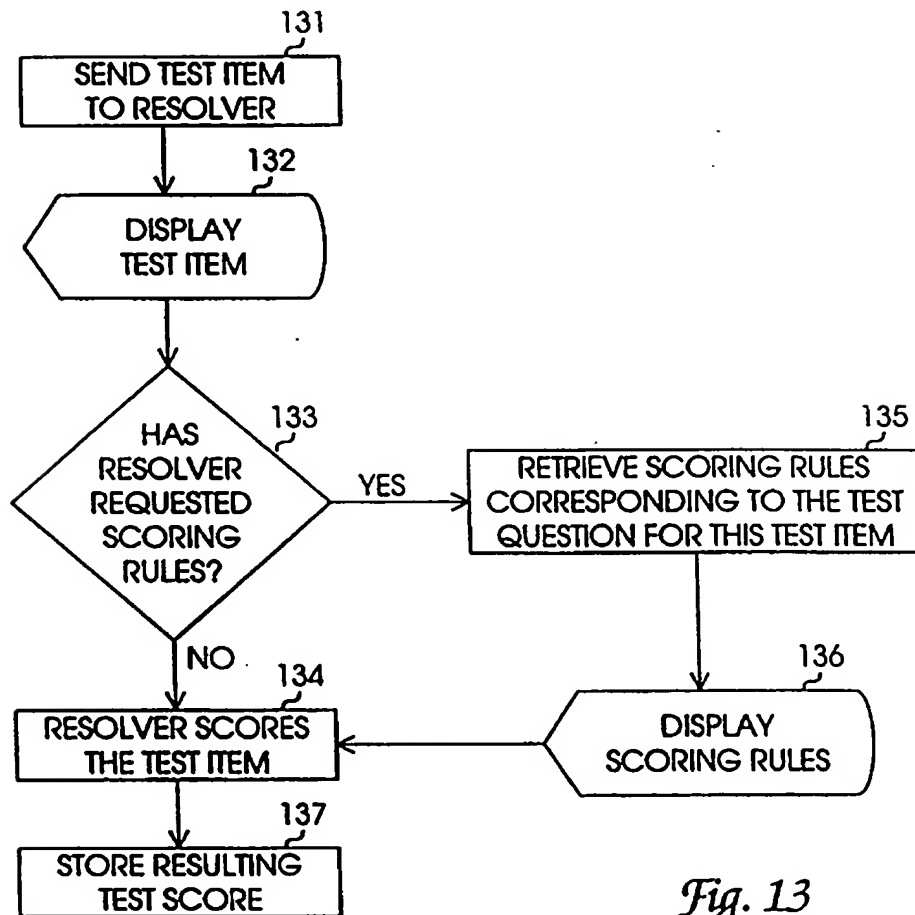 131
SEND TEST ITEM
TO RESOLVER
132
DISPLAY
TEST ITEM
133
HAS
RESOLVER
REQUESTED
SCORING
RULES?
YES
135
RETRIEVE SCORING RULES
CORRESPONDING TO THE TEST
QUESTION FOR THIS TEST ITEM
NO
134
RESOLVER SCORES
THE TEST ITEM
136
DISPLAY
SCORING RULES
137
STORE RESULTING
TEST SCORE
Fig. 13